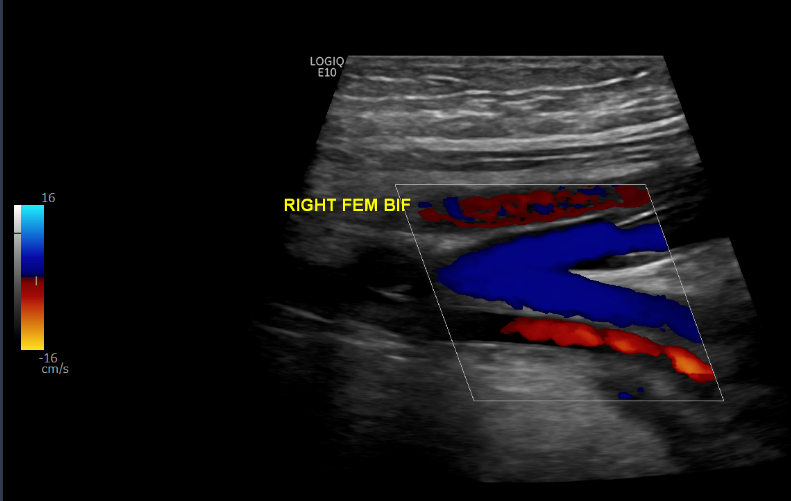 LOGIQ
E10
RIGHT FEM BIF
16
-16
cm/s